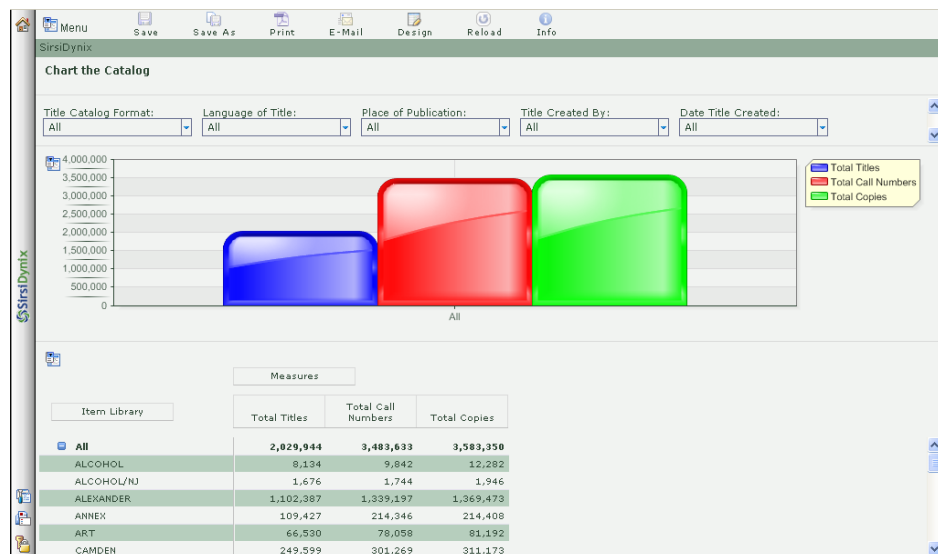 Menu
Save
Save As
Print
E-Mail
Design
Reload
Info
SirsiDynix
Chart the Catalog
Title Catalog Format: Language of Title: Place of Publication: Title Created By: Date Title Created:
All All All All All
4,000,000
3,500,000
3,000,000
2,500,000
2,000,000
1,500,000
1,000,000
500,000
0
All
Total Titles
Total Call Numbers
Total Copies
SirsiDynix
Measures
Item Library
Total Titles
Total Call
Numbers
Total Copies
All 2,029,944 3,483,633 3,583,350
ALCOHOL 8,134 9,842 12,282
ALCOHOL/NJ 1,676 1,744 1,946
ALEXANDER 1,102,387 1,339,197 1,369,473
ANNEX 109,427 214,346 214,408
ART 66,530 78,058 81,192
CAMDEN 249,599 301,269 311,173